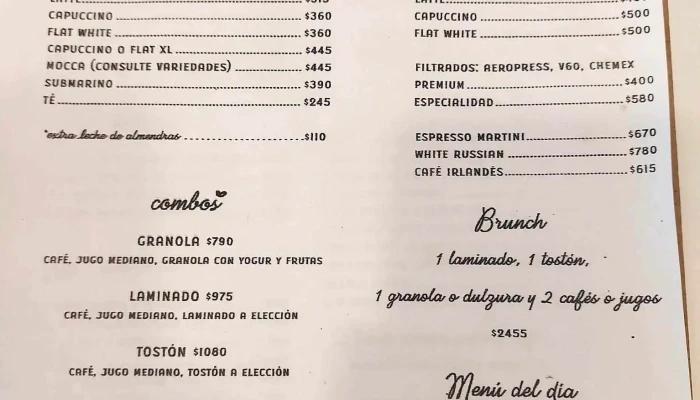 CAPUCCINO $360
FLAT WHITE $360
CAPUCCINO O FLAT XL $445
MOCCA (CONSULTE VARIEDADES) $445
SUBMARINO $390
TÉ $245
*extra leche de almendras $110
combos
GRANOLA $790
CAFÉ, JUGO MEDIANO, GRANOLA CON YOGUR Y FRUTAS
LAMINADO $975
CAFÉ, JUGO MEDIANO, LAMINADO A ELECCIÓN
TOSTÓN $1080
CAFÉ, JUGO MEDIANO, TOSTÓN A ELECCIÓN
CAPUCCINO $500
FLAT WHITE $500
FILTRADOS: AEROPRESS, V60, CHEMEX
PREMIUM $400
ESPECIALIDAD $580
ESPRESSO MARTINI $670
WHITE RUSSIAN $780
CAFÉ IRLANDÉS $615
Brunch
1 laminado, 1 tostón,
1 granola o dulzura y 2 cafés o jugos
$2455
Menú del día